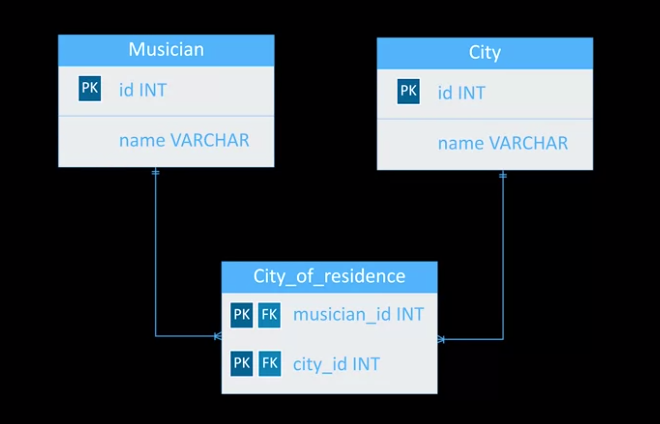 Musician
PK id INT
name VARCHAR
City
PK id INT
name VARCHAR
City_of_residence
PK FK musician_id INT
PK FK city_id INT